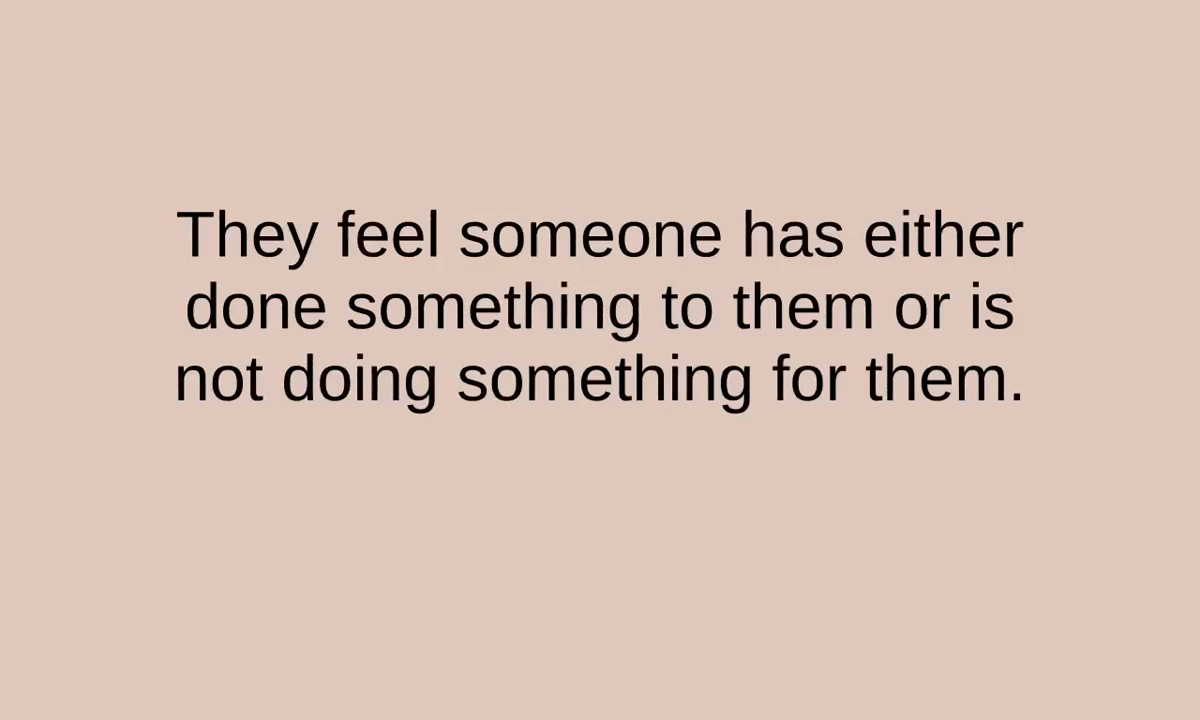 They feel someone has either
done something to them or is
not doing something for them.